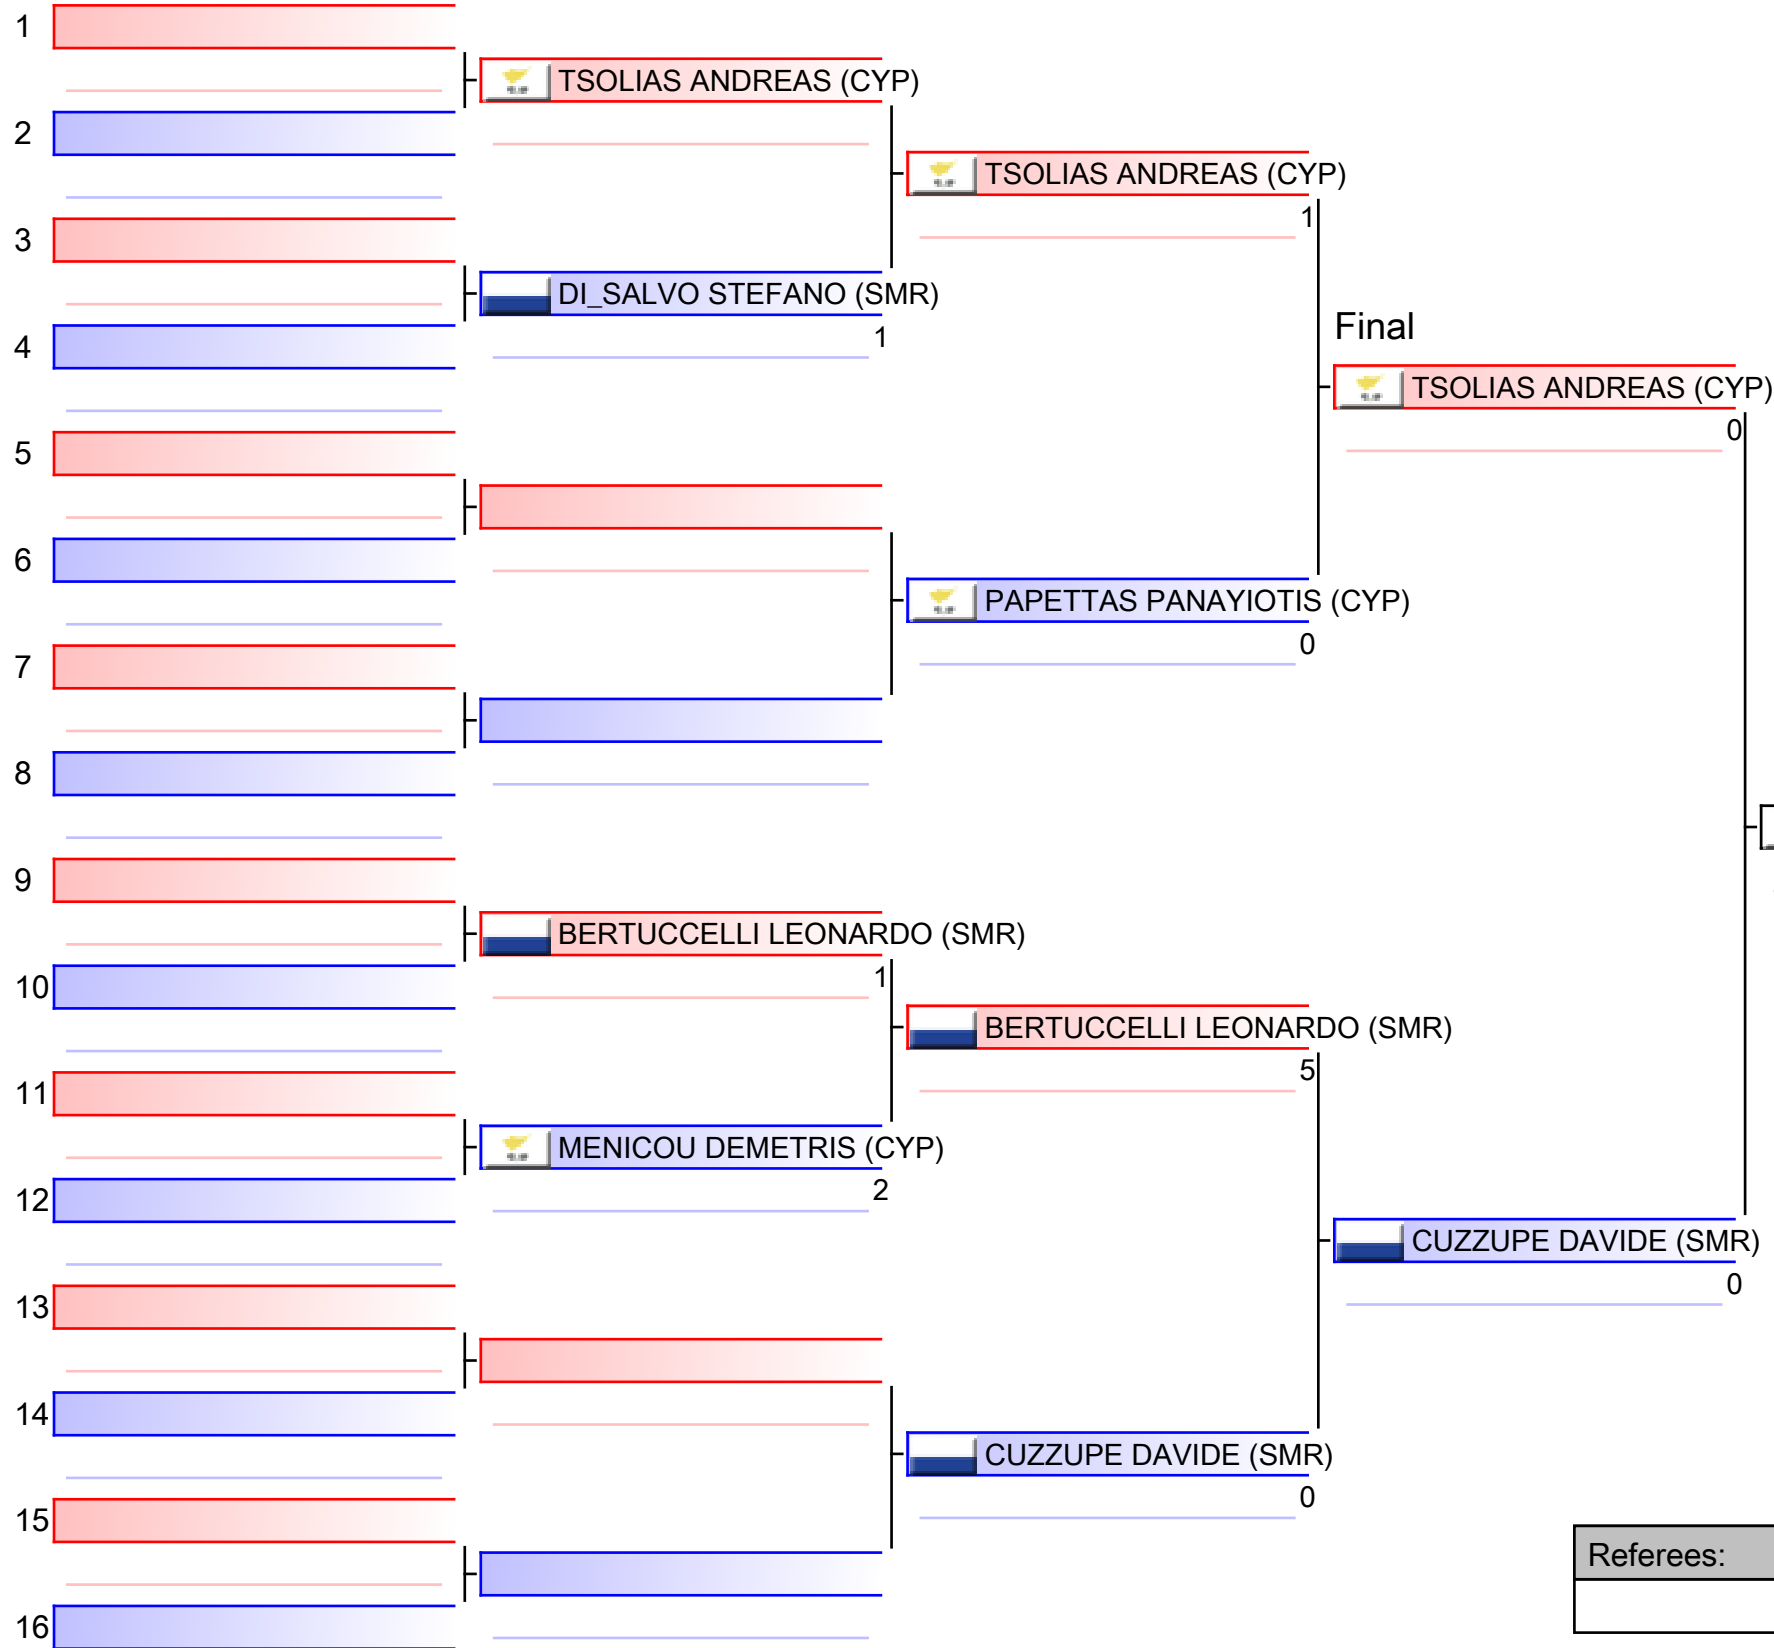 1
TSOLIAS ANDREAS (CYP)
2
TSOLIAS ANDREAS (CYP)
1
3
DI_SALVO STEFANO (SMR)
1
4
Final
TSOLIAS ANDREAS (CYP)
0
5
6
PAPETTAS PANAYIOTIS (CYP)
0
7
8
9
BERTUCCELLI LEONARDO (SMR)
1
10
BERTUCCELLI LEONARDO (SMR)
5
11
MENICOU DEMETRIS (CYP)
2
12
CUZZUPE DAVIDE (SMR)
0
13
14
CUZZUPE DAVIDE (SMR)
0
15
Referees:
16